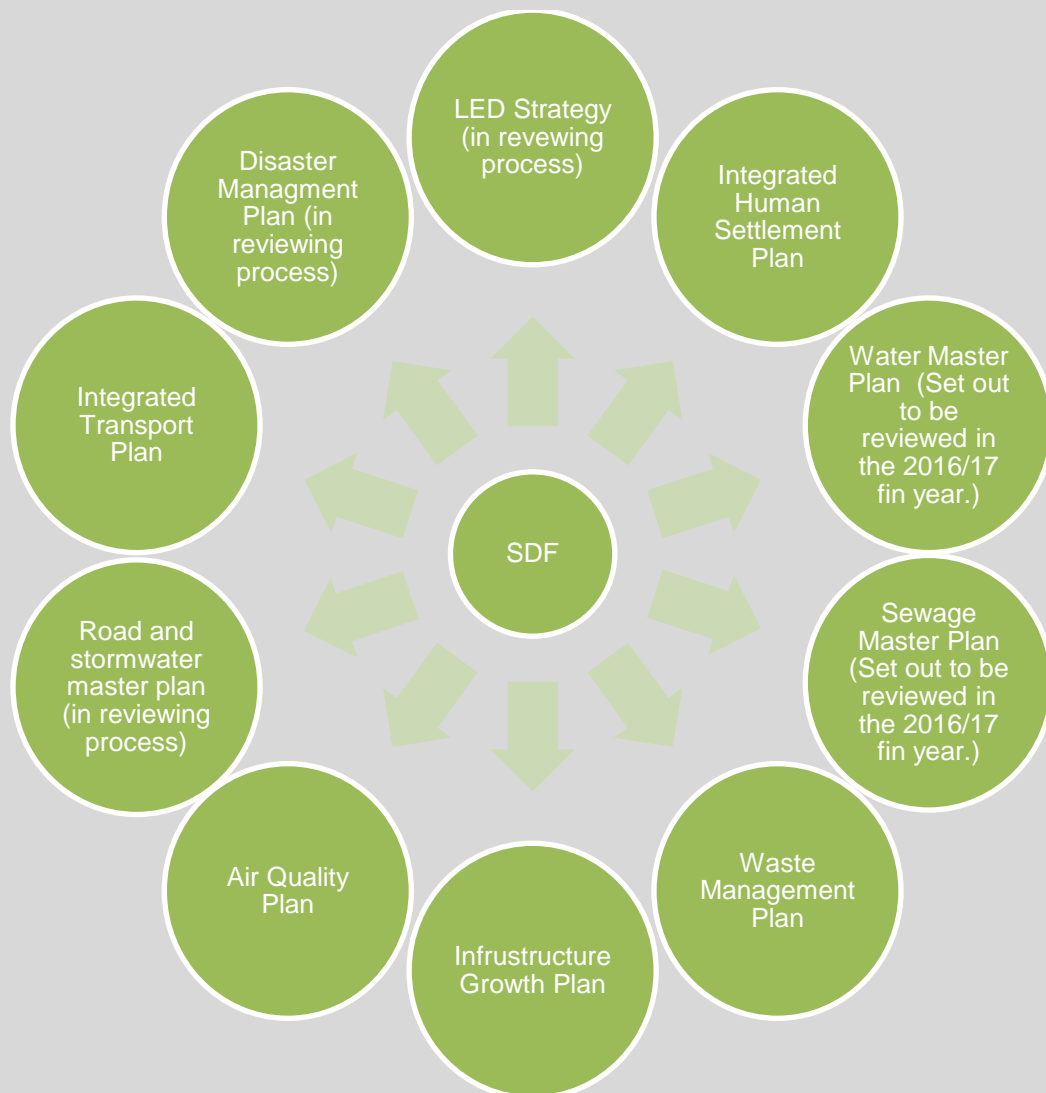 LED Strategy
(in revewing
process)
Integrated
Human
Settlement
Plan
Water Master
Plan  (Set out
to be
reviewed in
the 2016/17
fin year.)
Sewage
Master Plan
(Set out to be
reviewed in
the 2016/17
fin year.)
Waste
Management
Plan
Infrustructure
Growth Plan
Air Quality
Plan
Road and
stormwater
master plan
(in reviewing
process)
Integrated
Transport
Plan
Disaster
Managment
Plan (in
reviewing
process)
SDF